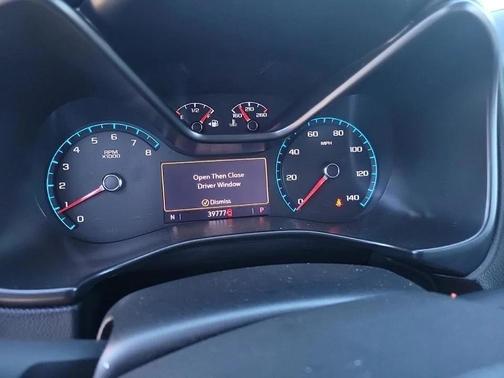 1/2
160 210 260
RPM
X1000
0 1 2 3 4 5 6 7 8
Open Then Close
Driver Window
Dismiss
N 39777 P
MPH
0 20 40 60 80 100 120 140